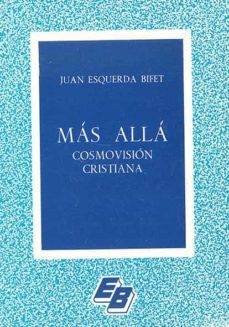 JUAN ESQUERDA BIFET
MÁS ALLÁ
COSMOVISIÓN
CRISTIANA
EB